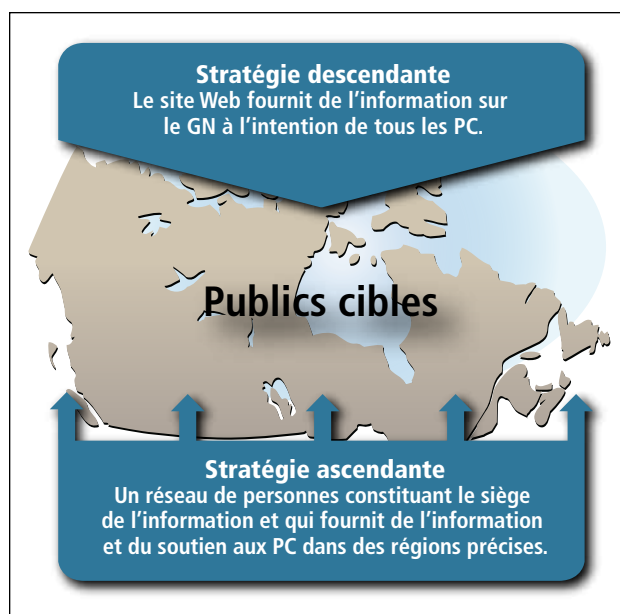 Stratégie descendante
Le site Web fournit de l’information sur
le GN à l’intention de tous les PC.
Publics cibles
Stratégie ascendante
Un réseau de personnes constituant le siège
de l’information et qui fournit de l’information
et du soutien aux PC dans des régions précises.